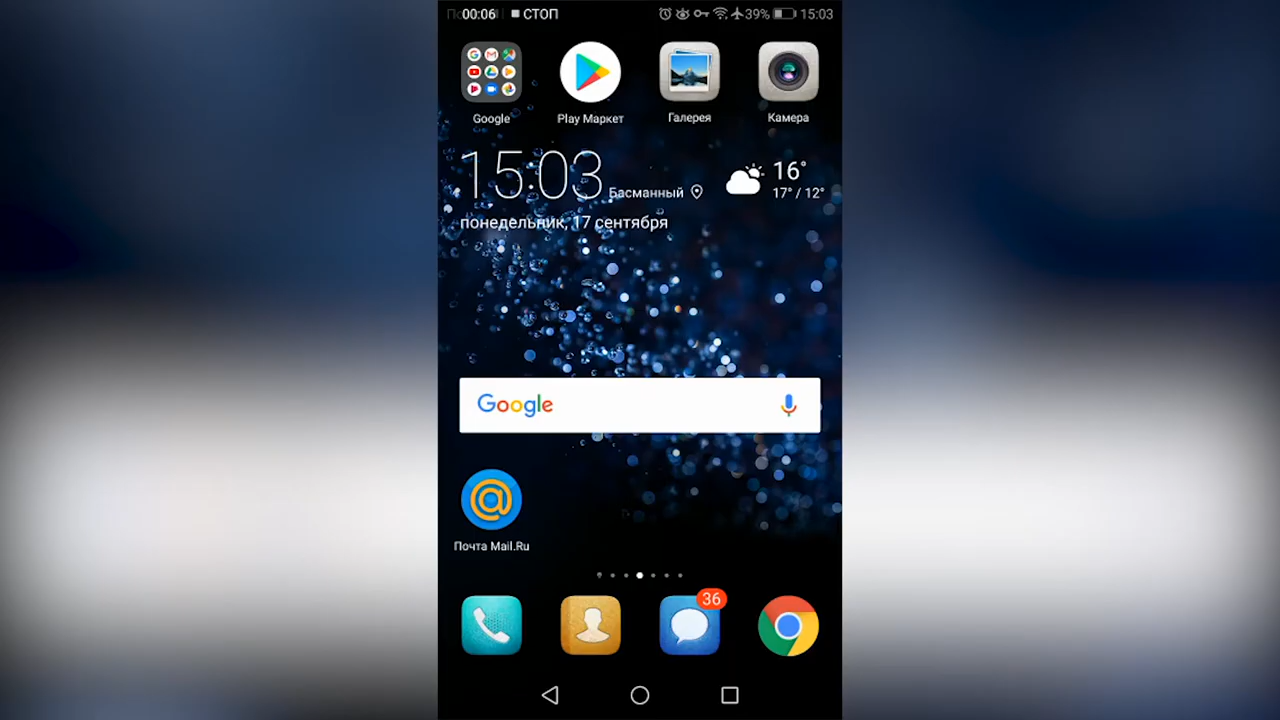 00:06 СТОП 39% 15:03
Google Play Маркет Галерея Камера
15:03 Басманный 16°
17° / 12°
понедельник, 17 сентября
Google
Почта Mail.Ru
36